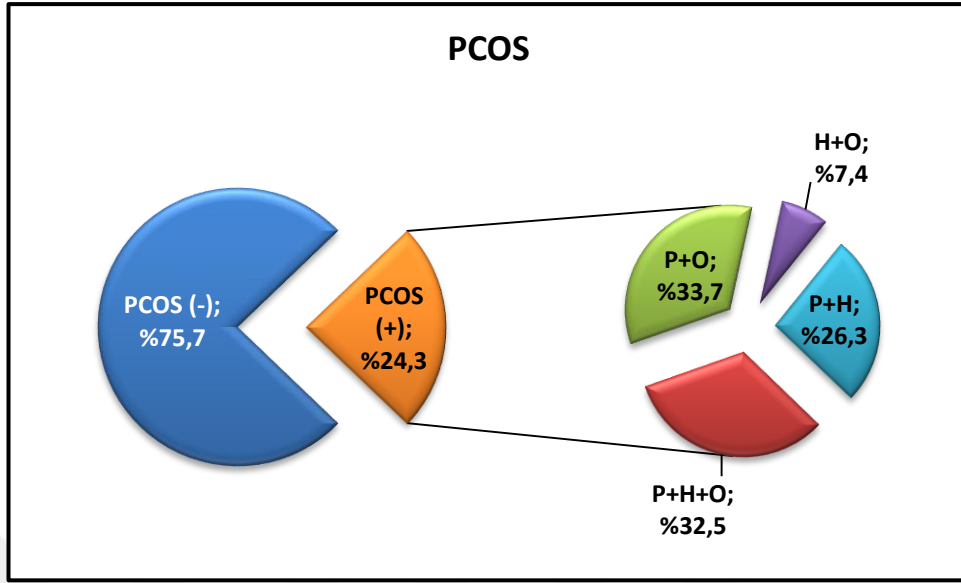 PCOS
PCOS (-);
%75,7
PCOS
(+);
%24,3
P+O;
%33,7
H+O;
%7,4
P+H;
%26,3
P+H+O;
%32,5